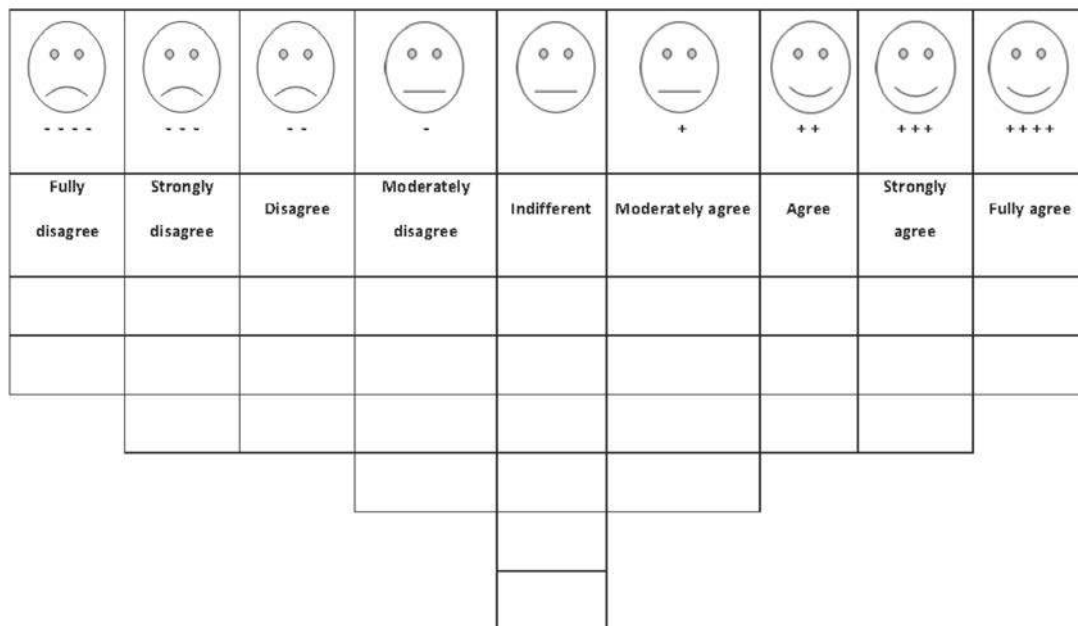 - - - -
- - -
- -
-
+
++
+++
++++
Fully
disagree
Strongly
disagree
Disagree
Moderately
disagree
Indifferent
Moderately agree
Agree
Strongly
agree
Fully agree